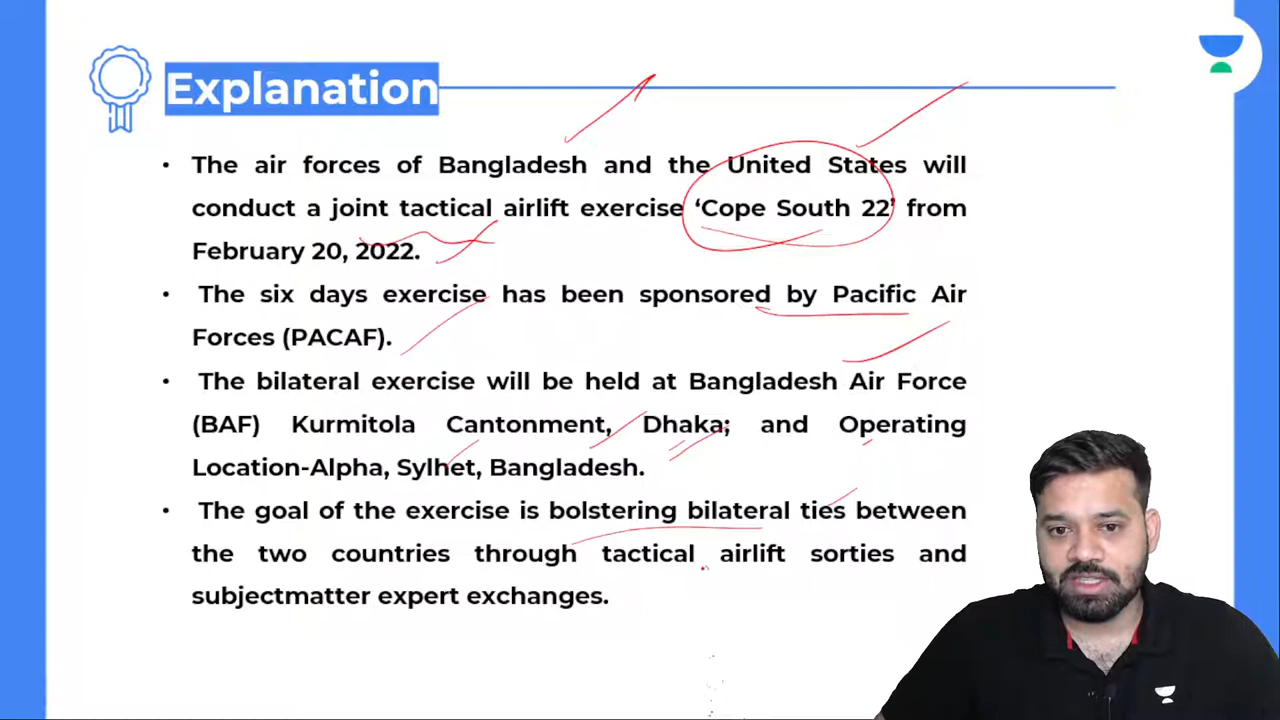 Explanation
• The air forces of Bangladesh and the United States will
conduct a joint tactical airlift exercise ‘Cope South 22’ from
February 20, 2022.
• The six days exercise has been sponsored by Pacific Air
Forces (PACAF).
• The bilateral exercise will be held at Bangladesh Air Force
(BAF) Kurmitola Cantonment, Dhaka; and Operating
Location-Alpha, Sylhet, Bangladesh.
• The goal of the exercise is bolstering bilateral ties between
the two countries through tactical airlift sorties and
subjectmatter expert exchanges.